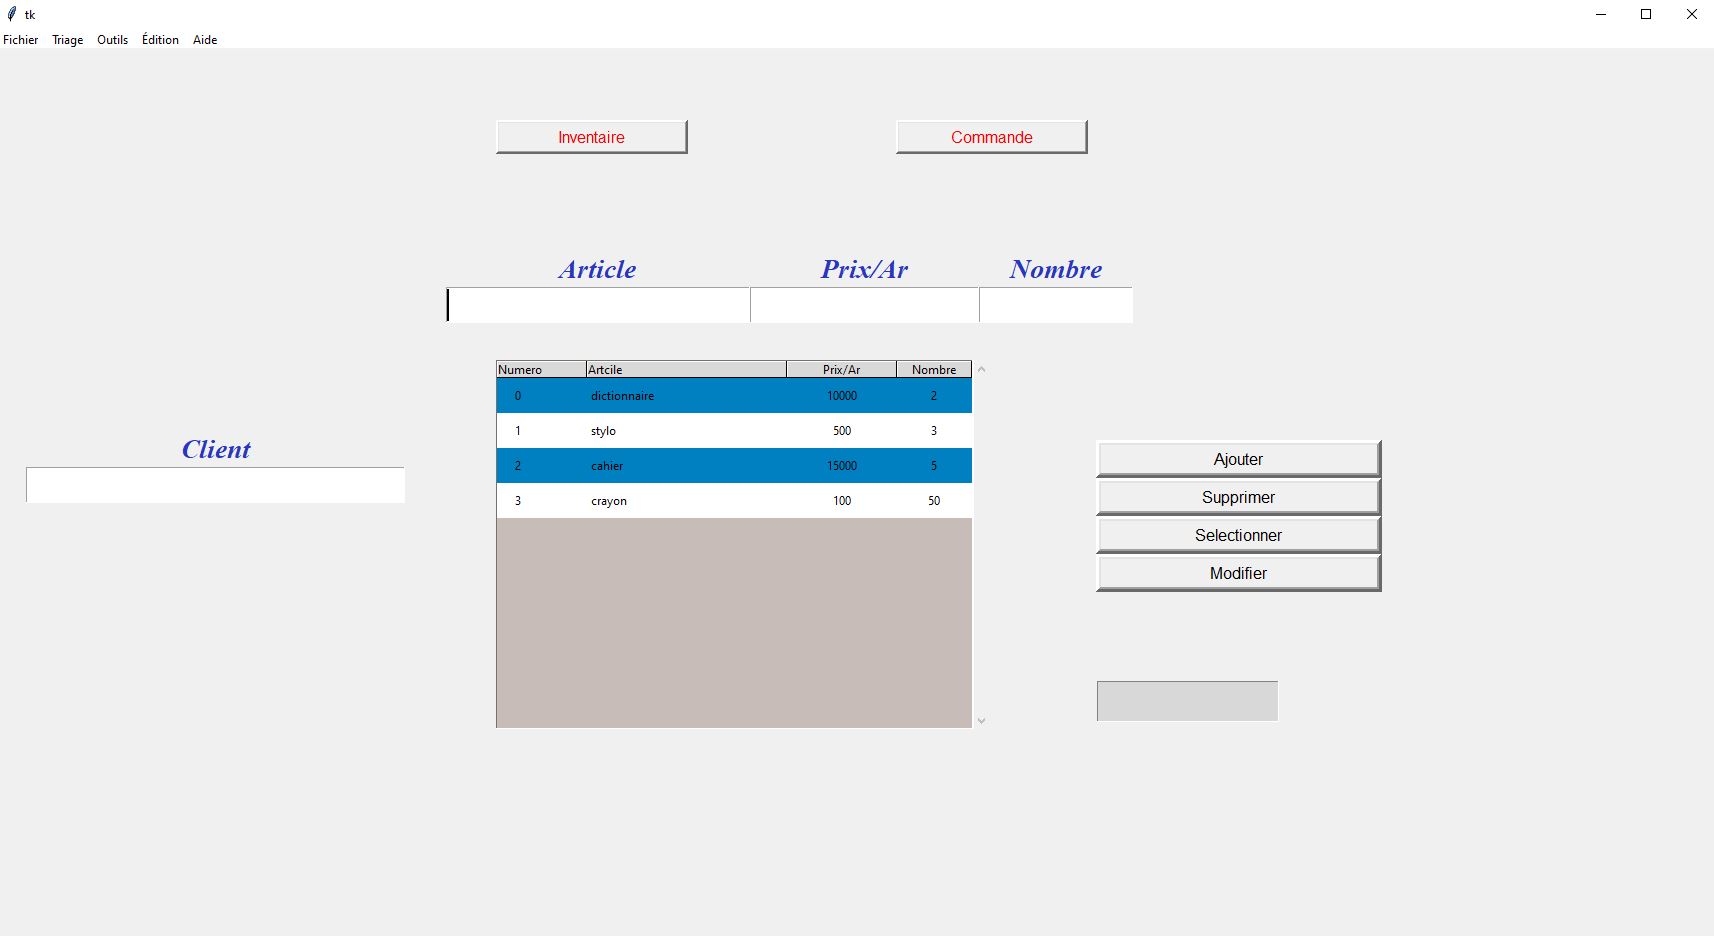 tk
Fichier Triage Outils Édition Aide
Inventaire Commande
Article Prix/Ar Nombre
Numero Artcile Prix/Ar Nombre
0 dictionnaire 10000 2
1 stylo 500 3
2 cahier 15000 5
3 crayon 100 50
Client
Ajouter
Supprimer
Selectionner
Modifier